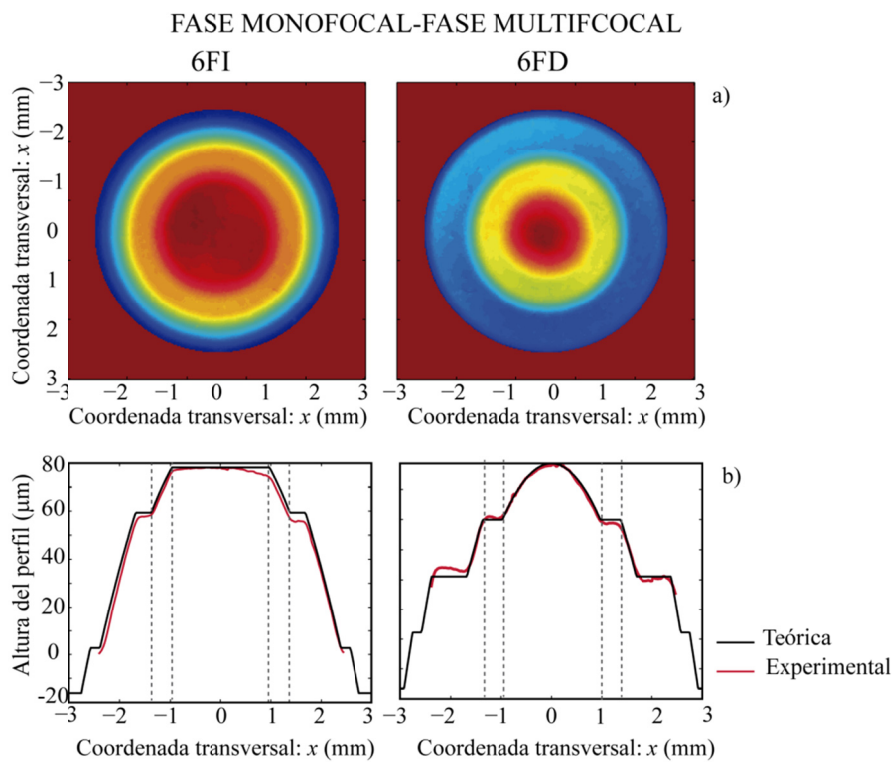 FASE MONOFOCAL-FASE MULTIFCOCAL
6FI
6FD
a)
Coordenada transversal: x (mm)
−3
−2
−1
0
1
2
3
−3 −2 −1 0 1 2 3
−3 −2 −1 0 1 2 3
Coordenada transversal: x (mm)
Coordenada transversal: x (mm)
b)
Altura del perfil (μm)
80
60
40
20
0
-20
−3 −2 −1 0 1 2 3
−3 −2 −1 0 1 2 3
Coordenada transversal: x (mm)
Coordenada transversal: x (mm)
Teórica
Experimental